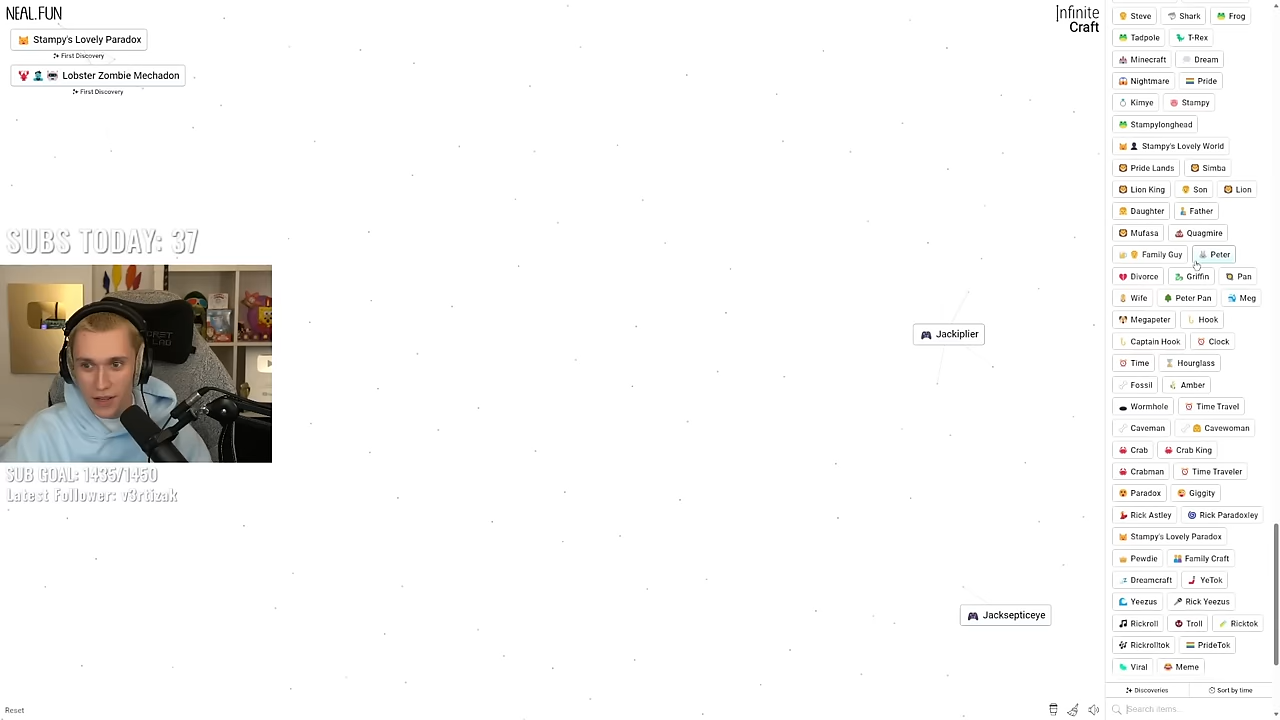 NEAL.FUN
Infinite
Craft
Stampy's Lovely Paradox
First Discovery
Lobster Zombie Mechadon
First Discovery
SUBS TODAY: 37
SUB GOAL: 1435/1450
Latest Follower: v3rtizak
Jackiplier
Jacksepticeye
Reset
Steve Shark Frog
Tadpole T-Rex
Minecraft Dream
Nightmare Pride
Kimye Stampy
Stampylonghead
Stampy's Lovely World
Pride Lands Simba
Lion King Son Lion
Daughter Father
Mufasa Quagmire
Family Guy Peter
Divorce Griffin Pan
Wife Peter Pan Meg
Megapeter Hook
Captain Hook Clock
Time Hourglass
Fossil Amber
Wormhole Time Travel
Caveman Cavewoman
Crab Crab King
Crabman Time Traveler
Paradox Giggity
Rick Astley Rick Paradoxley
Stampy's Lovely Paradox
Pewdie Family Craft
Dreamcraft YeTok
Yeezus Rick Yeezus
Rickroll Troll Ricktok
Rickrolltok PrideTok
Viral Meme
Discoveries Sort by time
Search items...